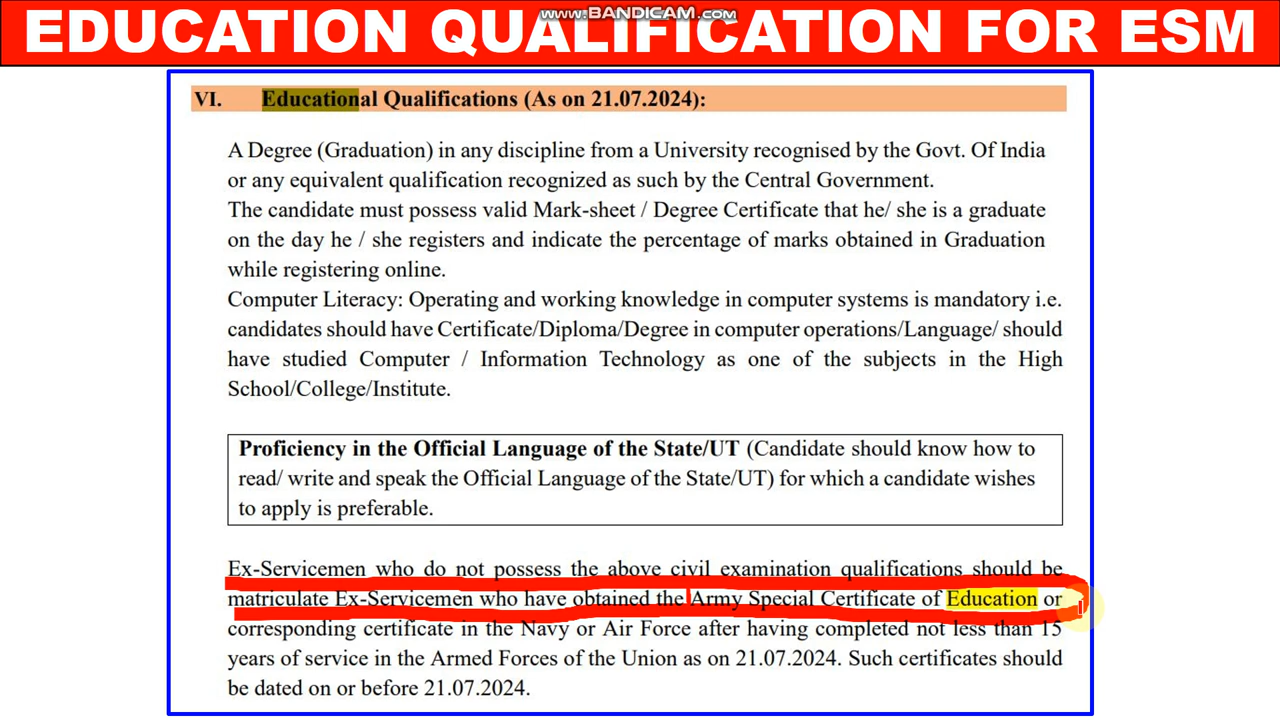 www.BANDICAM.com
EDUCATION QUALIFICATION FOR ESM
VI. Educational Qualifications (As on 21.07.2024):
A Degree (Graduation) in any discipline from a University recognised by the Govt. Of India
or any equivalent qualification recognized as such by the Central Government.
The candidate must possess valid Mark-sheet / Degree Certificate that he/ she is a graduate
on the day he / she registers and indicate the percentage of marks obtained in Graduation
while registering online.
Computer Literacy: Operating and working knowledge in computer systems is mandatory i.e.
candidates should have Certificate/Diploma/Degree in computer operations/Language/ should
have studied Computer / Information Technology as one of the subjects in the High
School/College/Institute.
Proficiency in the Official Language of the State/UT (Candidate should know how to
read/ write and speak the Official Language of the State/UT) for which a candidate wishes
to apply is preferable.
Ex-Servicemen who do not possess the above civil examination qualifications should be
matriculate Ex-Servicemen who have obtained the Army Special Certificate of Education or
corresponding certificate in the Navy or Air Force after having completed not less than 15
years of service in the Armed Forces of the Union as on 21.07.2024. Such certificates should
be dated on or before 21.07.2024.